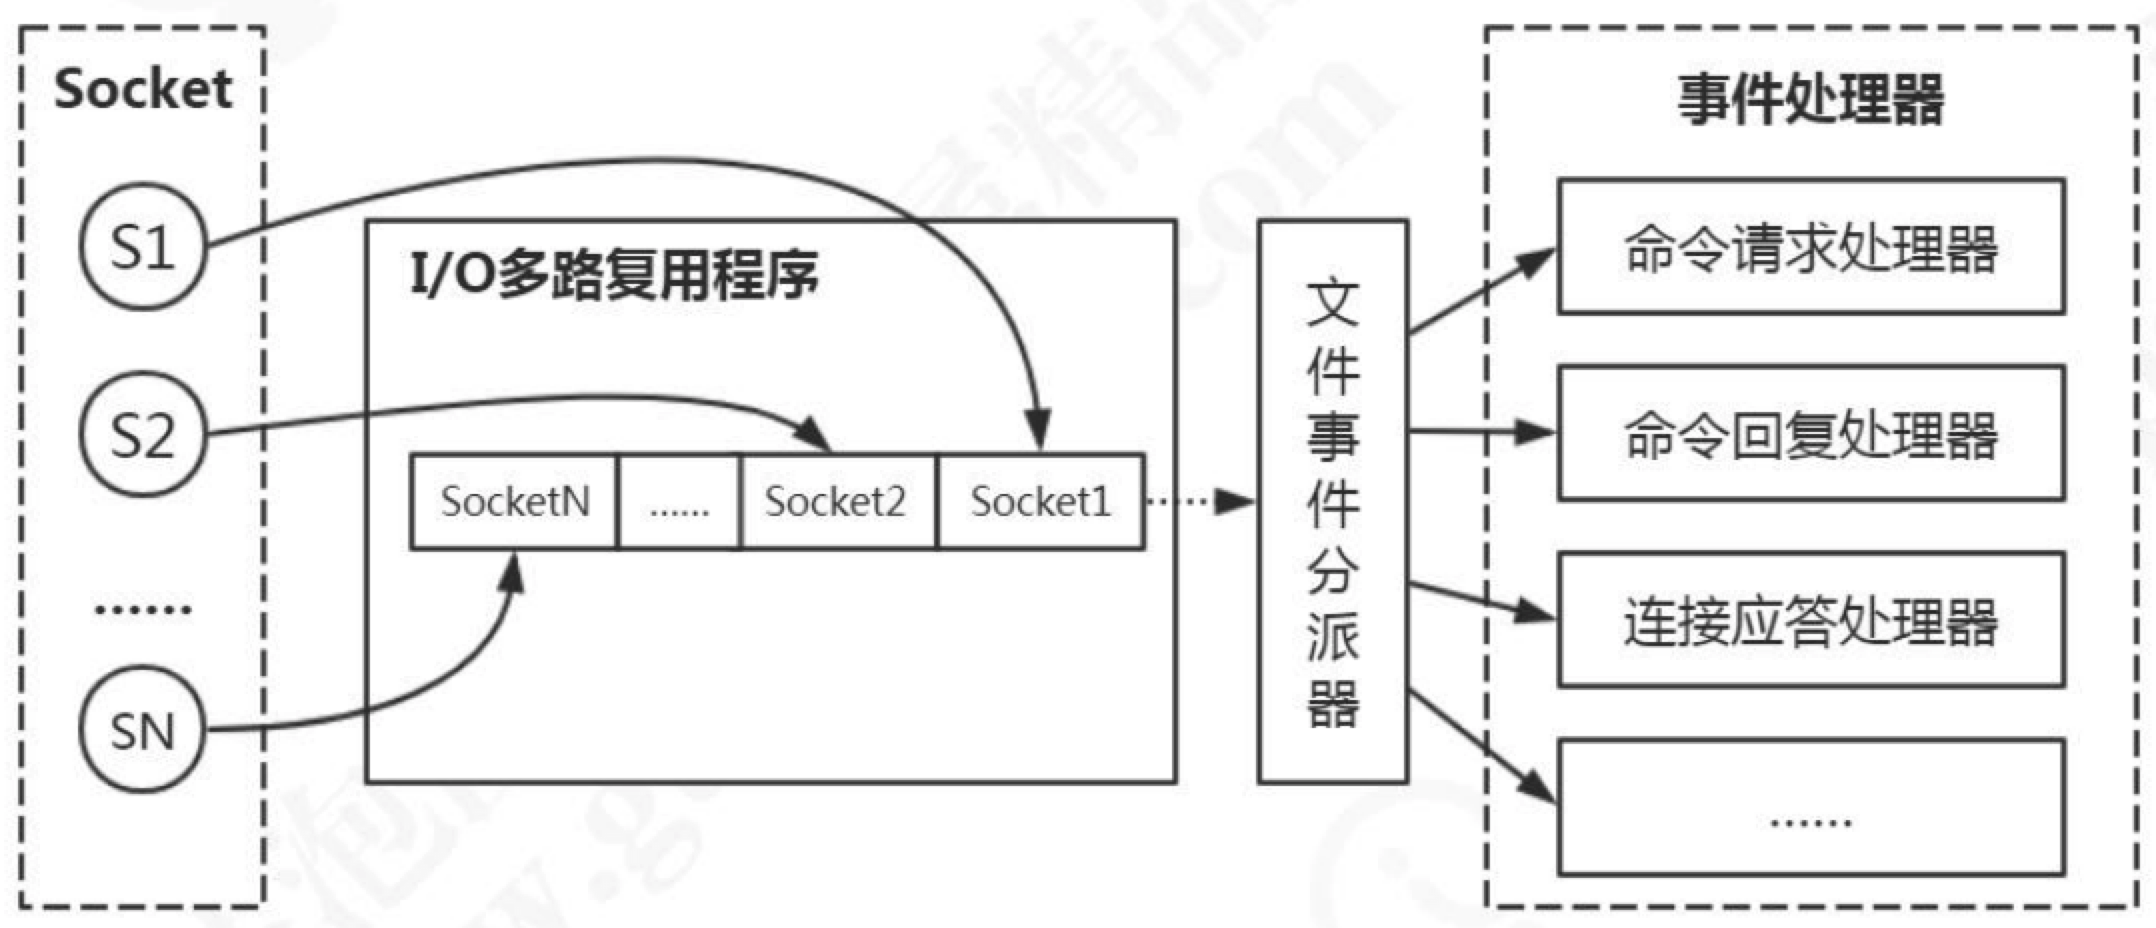 Socket
S1
S2
......
SN
I/O多路复用程序
SocketN
......
Socket2
Socket1
文件事件分派器
事件处理器
命令请求处理器
命令回复处理器
连接应答处理器
......